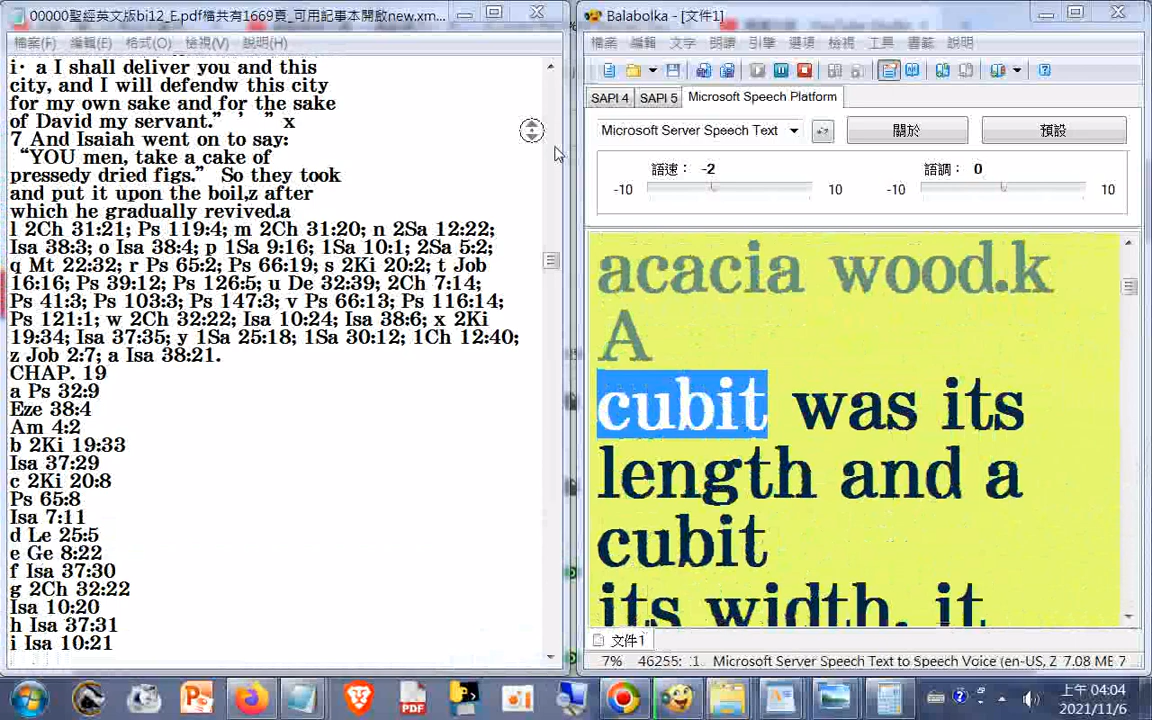 00000聖經英文版bi12_E.pdf檔共有1669頁_可用記事本開啟new.xm...
檔案(F) 編輯(E) 格式(O) 檢視(V) 說明(H)
i· a I shall deliver you and this
city, and I will defendw this city
for my own sake and for the sake
of David my servant.” ’ ”x
7 And Isaiah went on to say:
“YOU men, take a cake of
pressedy dried figs.” So they took
and put it upon the boil,z after
which he gradually revived.a
l 2Ch 31:21; Ps 119:4; m 2Ch 31:20; n 2Sa 12:22;
Isa 38:3; o Isa 38:4; p 1Sa 9:16; 1Sa 10:1; 2Sa 5:2;
q Mt 22:32; r Ps 65:2; Ps 66:19; s 2Ki 20:2; t Job
16:16; Ps 39:12; Ps 126:5; u De 32:39; 2Ch 7:14;
Ps 41:3; Ps 103:3; Ps 147:3; v Ps 66:13; Ps 116:14;
Ps 121:1; w 2Ch 32:22; Isa 10:24; Isa 38:6; x 2Ki
19:34; Isa 37:35; y 1Sa 25:18; 1Sa 30:12; 1Ch 12:40;
z Job 2:7; a Isa 38:21.
CHAP. 19
a Ps 32:9
Eze 38:4
Am 4:2
b 2Ki 19:33
Isa 37:29
c 2Ki 20:8
Ps 65:8
Isa 7:11
d Le 25:5
e Ge 8:22
f Isa 37:30
g 2Ch 32:22
Isa 10:20
h Isa 37:31
i Isa 10:21
Balabolka - [文件1]
檔案 編輯 文字 朗讀 引擎 選項 檢視 工具 書籤 說明
SAPI 4 SAPI 5 Microsoft Speech Platform
Microsoft Server Speech Text 關於 預設
語速： -2 語調： 0
-10 10 -10 10
acacia wood.k
A
cubit was its
length and a
cubit
its width, it
文件1
7% 46255: :1. Microsoft Server Speech Text to Speech Voice (en-US, Z 7.08 ME 7
上午 04:04
2021/11/6